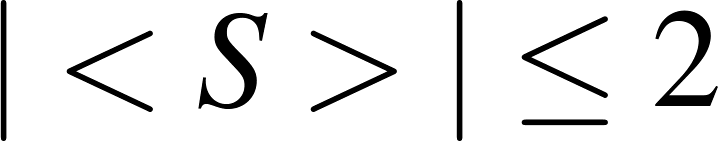 | < S > | ≤ 2